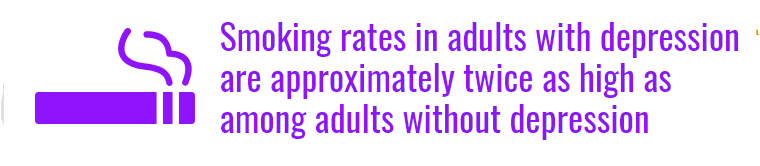 Smoking rates in adults with depression
are approximately twice as high as
among adults without depression